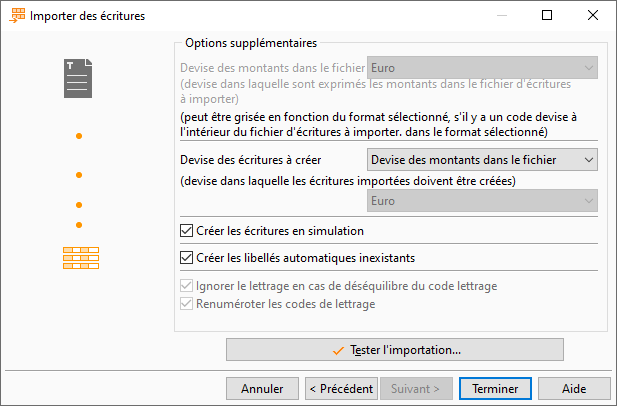 Importer des écritures
Options supplémentaires
Devise des montants dans le fichier Euro
(devise dans laquelle sont exprimés les montants dans le fichier d'écritures
à importer)
(peut être grisée en fonction du format sélectionné, s'il y a un code devise à
l'intérieur du fichier d'écritures à importer. dans le format sélectionné)
Devise des écritures à créer Devise des montants dans le fichier
(devise dans laquelle les écritures importées doivent être créées)
Euro
Créer les écritures en simulation
Créer les libellés automatiques inexistants
Ignorer le lettrage en cas de déséquilibre du code lettrage
Renuméroter les codes de lettrage
Tester l'importation...
Annuler < Précédent Suivant > Terminer Aide